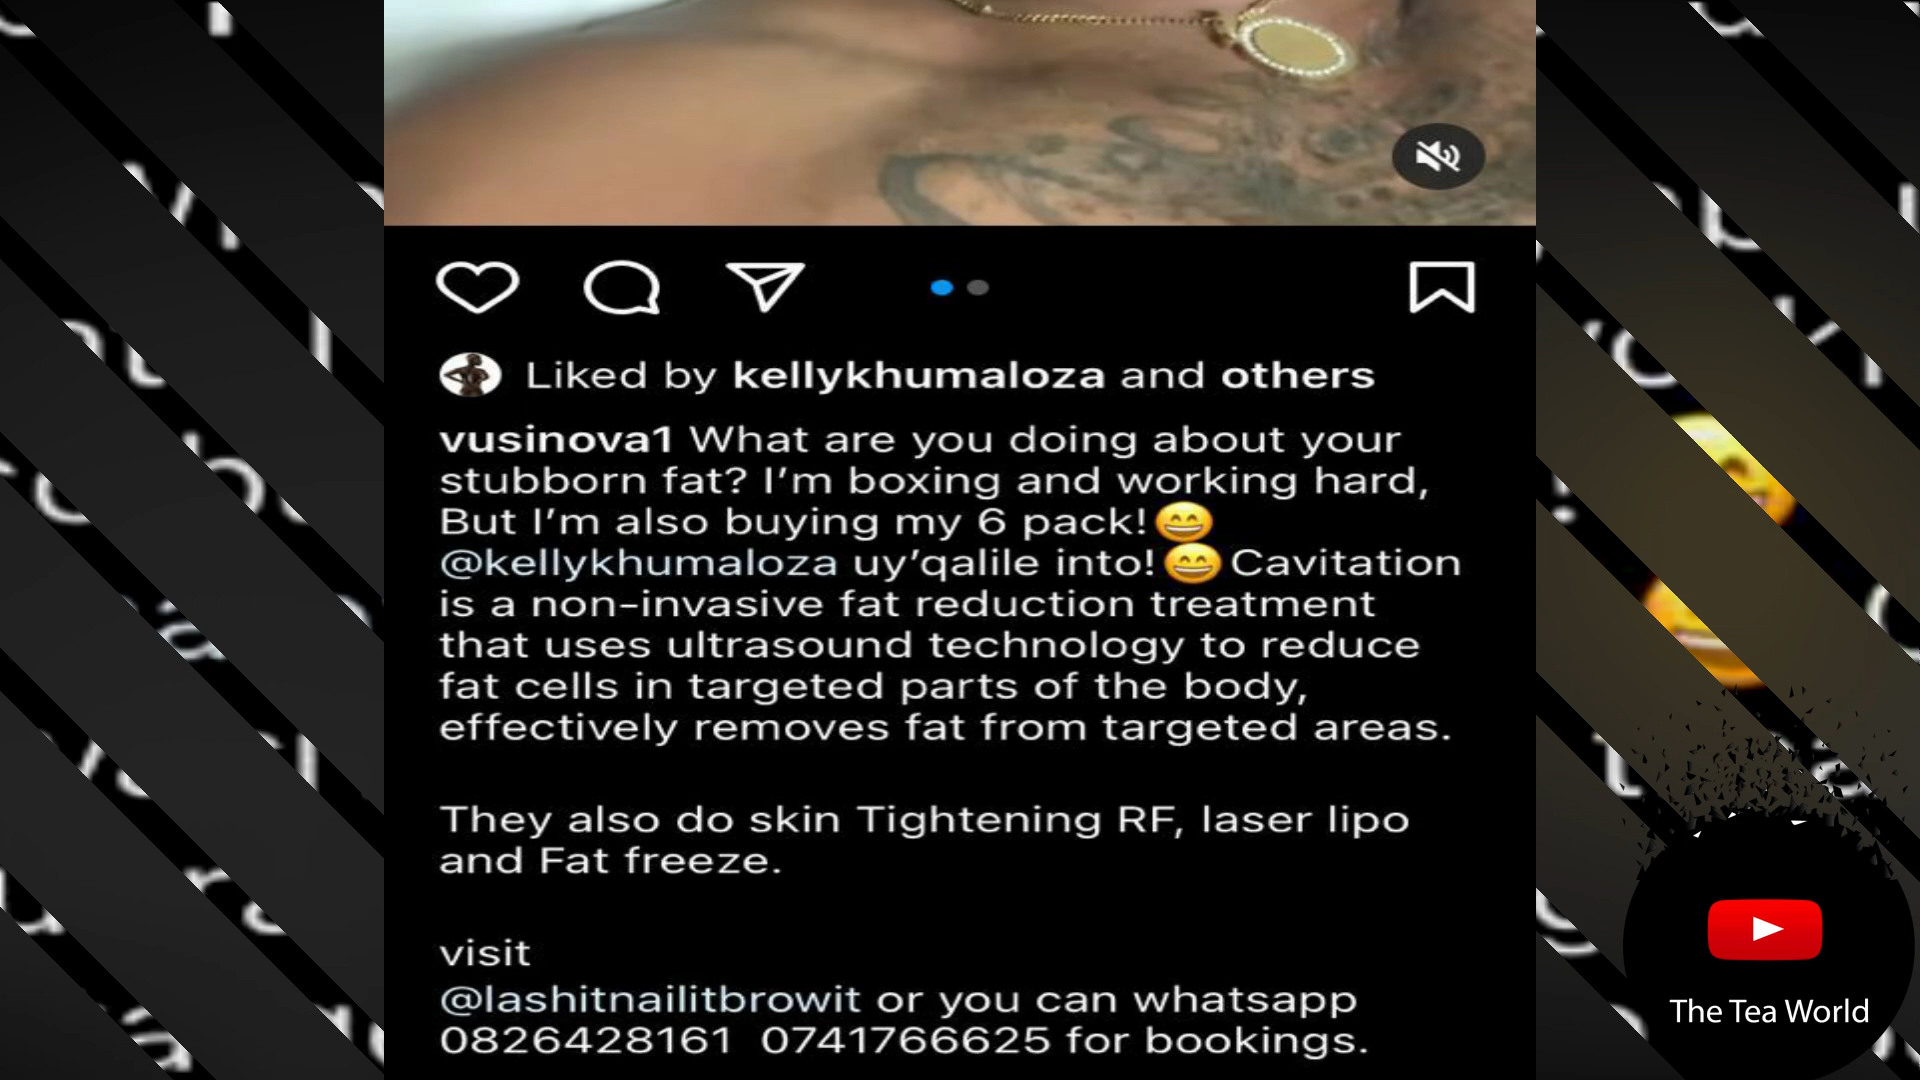 Liked by kellykhumaloza and others
vusinova1 What are you doing about your
stubborn fat? I’m boxing and working hard,
But I’m also buying my 6 pack!😄
@kellykhumaloza uy’qalile into!😄 Cavitation
is a non-invasive fat reduction treatment
that uses ultrasound technology to reduce
fat cells in targeted parts of the body,
effectively removes fat from targeted areas.
They also do skin Tightening RF, laser lipo
and Fat freeze.
visit
@lashitnailitbrowit or you can whatsapp
0826428161 0741766625 for bookings.
The Tea World